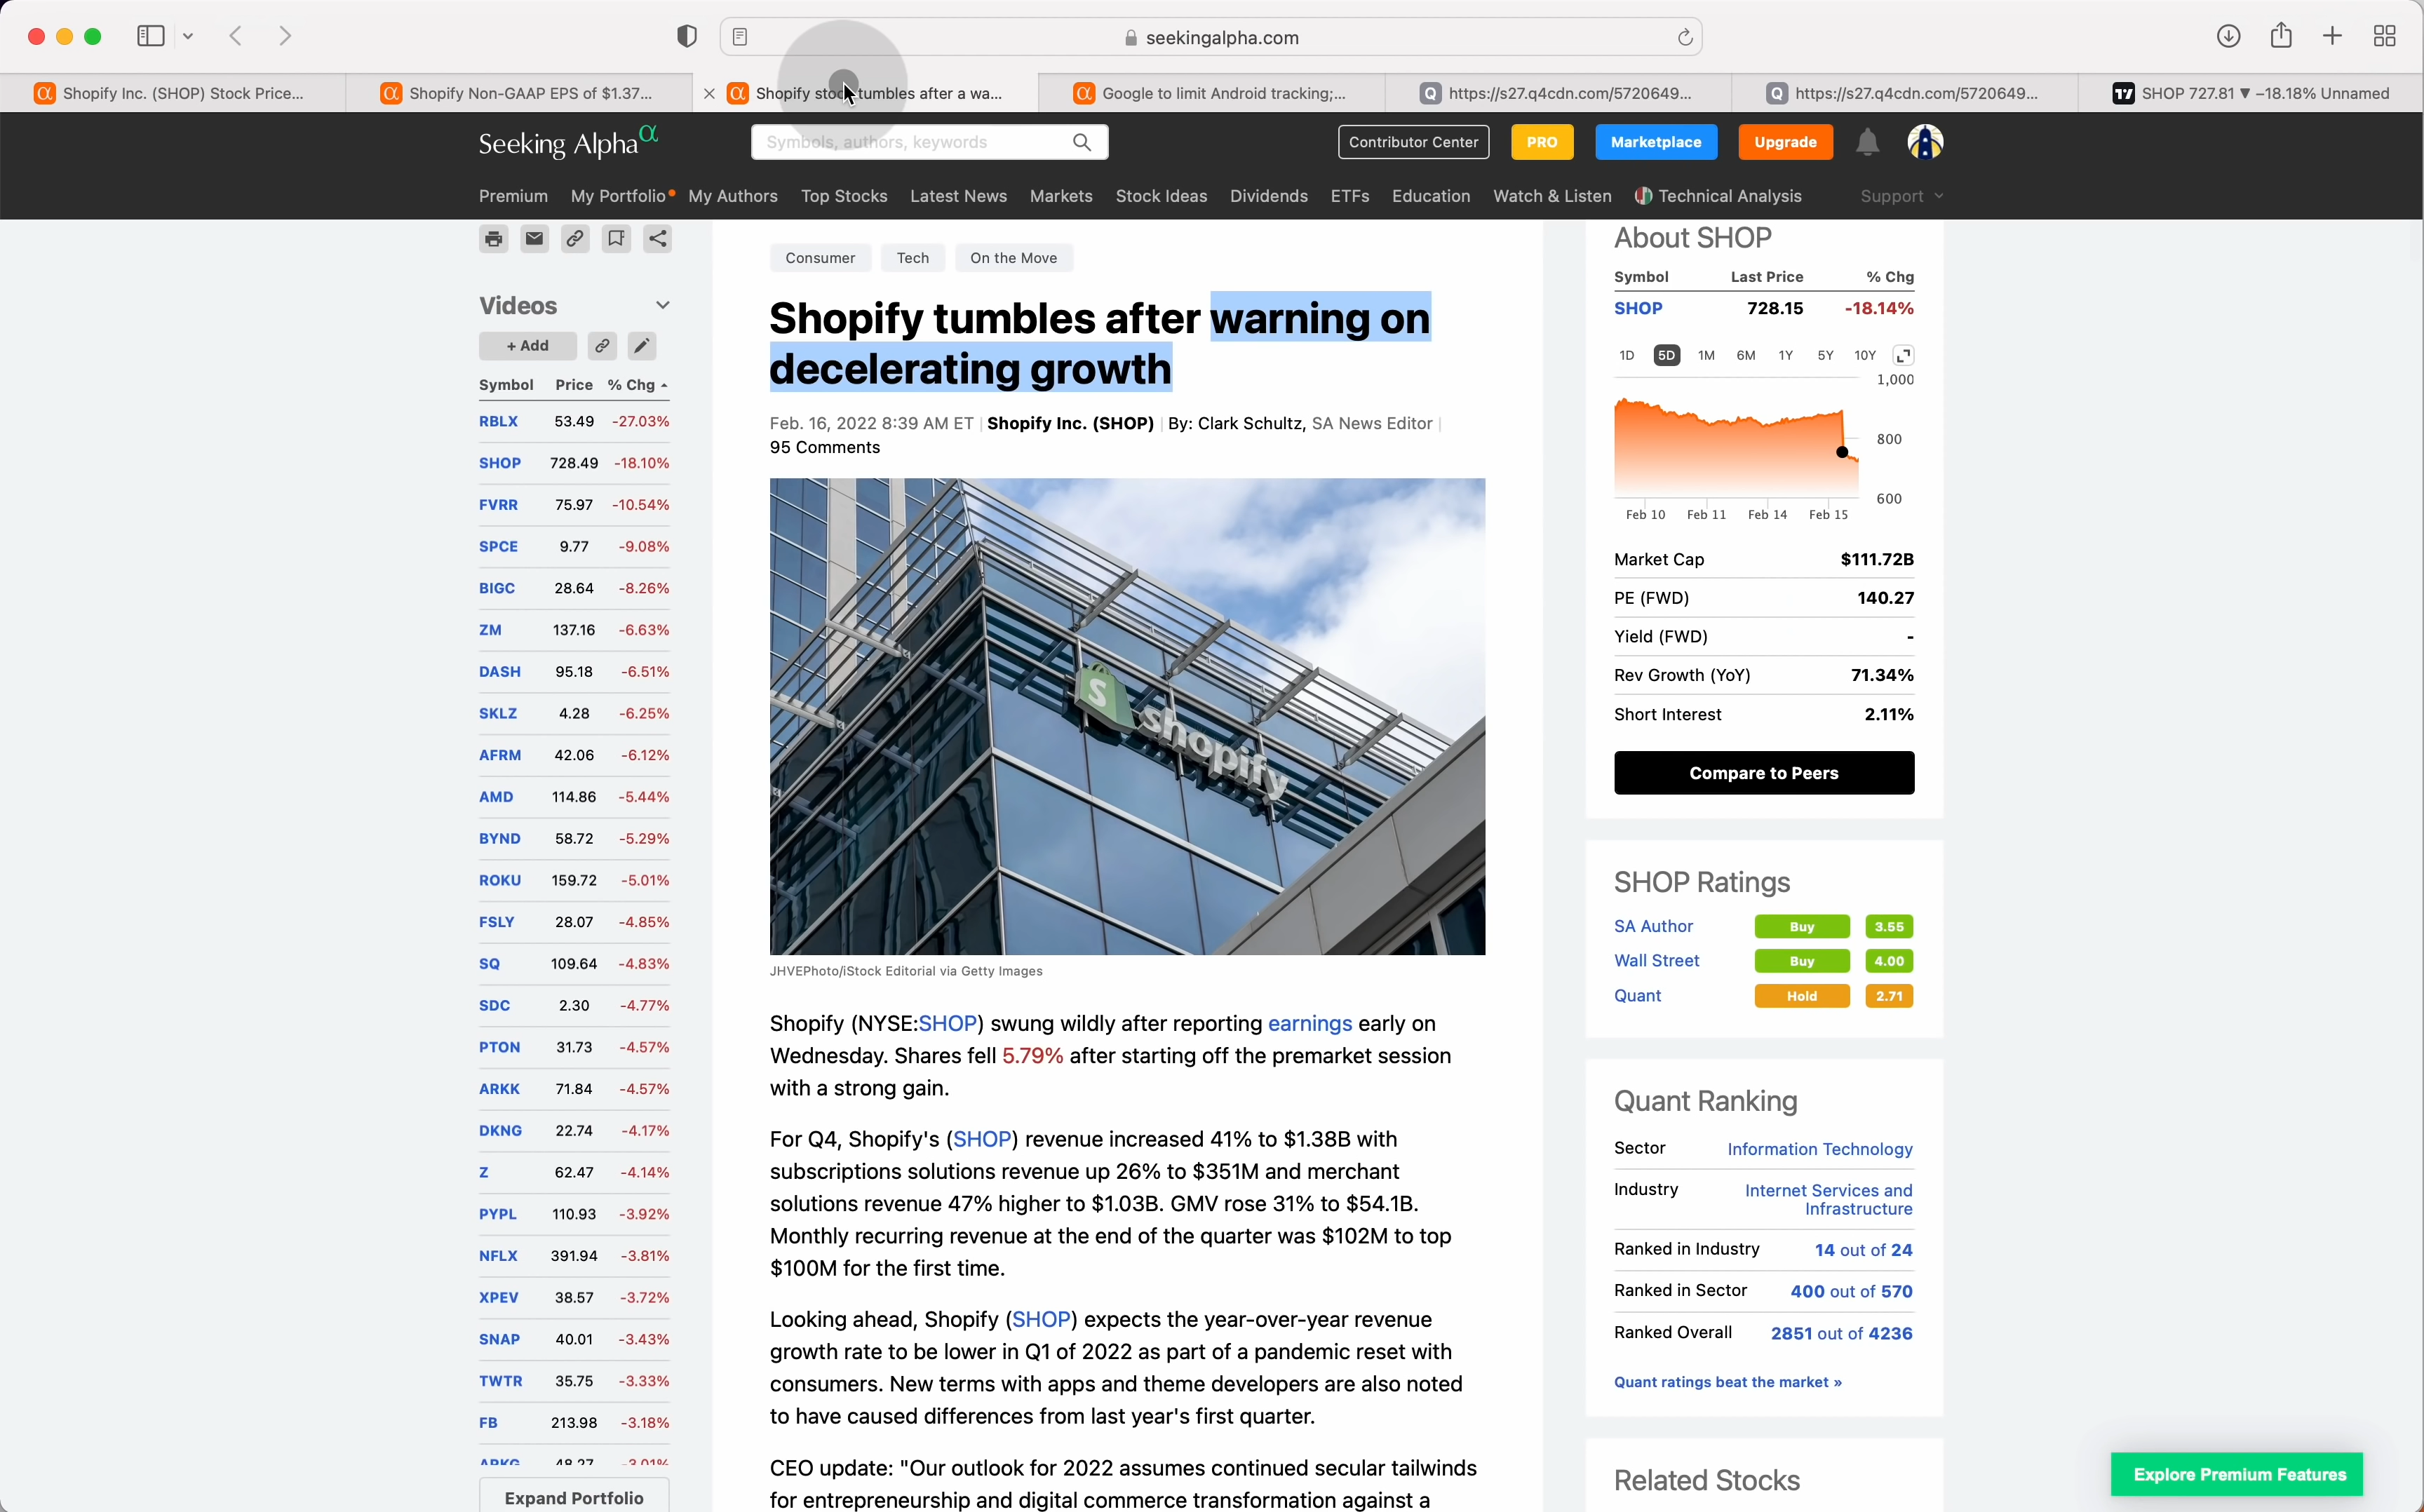 seekingalpha.com
Shopify Inc. (SHOP) Stock Price...
Shopify Non-GAAP EPS of $1.37...
Shopify stock tumbles after a wa...
Google to limit Android tracking;...
https://s27.q4cdn.com/5720649...
https://s27.q4cdn.com/5720649...
SHOP 727.81 ▼ −18.18% Unnamed
Seeking Alpha α
Symbols, authors, keywords
Contributor Center
PRO
Marketplace
Upgrade
Premium My Portfolio My Authors Top Stocks Latest News Markets Stock Ideas Dividends ETFs Education Watch & Listen Technical Analysis Support
Videos
+ Add
Symbol Price % Chg
RBLX 53.49 -27.03%
SHOP 728.49 -18.10%
FVRR 75.97 -10.54%
SPCE 9.77 -9.08%
BIGC 28.64 -8.26%
ZM 137.16 -6.63%
DASH 95.18 -6.51%
SKLZ 4.28 -6.25%
AFRM 42.06 -6.12%
AMD 114.86 -5.44%
BYND 58.72 -5.29%
ROKU 159.72 -5.01%
FSLY 28.07 -4.85%
SQ 109.64 -4.83%
SDC 2.30 -4.77%
PTON 31.73 -4.57%
ARKK 71.84 -4.57%
DKNG 22.74 -4.17%
Z 62.47 -4.14%
PYPL 110.93 -3.92%
NFLX 391.94 -3.81%
XPEV 38.57 -3.72%
SNAP 40.01 -3.43%
TWTR 35.75 -3.33%
FB 213.98 -3.18%
ARKG 48.27 -3.01%
Expand Portfolio
Consumer Tech On the Move
Shopify tumbles after warning on
decelerating growth
Feb. 16, 2022 8:39 AM ET | Shopify Inc. (SHOP) | By: Clark Schultz, SA News Editor |
95 Comments
S shopify
JHVEPhoto/iStock Editorial via Getty Images
Shopify (NYSE:SHOP) swung wildly after reporting earnings early on
Wednesday. Shares fell 5.79% after starting off the premarket session
with a strong gain.
For Q4, Shopify's (SHOP) revenue increased 41% to $1.38B with
subscriptions solutions revenue up 26% to $351M and merchant
solutions revenue 47% higher to $1.03B. GMV rose 31% to $54.1B.
Monthly recurring revenue at the end of the quarter was $102M to top
$100M for the first time.
Looking ahead, Shopify (SHOP) expects the year-over-year revenue
growth rate to be lower in Q1 of 2022 as part of a pandemic reset with
consumers. New terms with apps and theme developers are also noted
to have caused differences from last year's first quarter.
CEO update: "Our outlook for 2022 assumes continued secular tailwinds
for entrepreneurship and digital commerce transformation against a
About SHOP
Symbol Last Price % Chg
SHOP 728.15 -18.14%
1D 5D 1M 6M 1Y 5Y 10Y
1,000
800
600
Feb 10 Feb 11 Feb 14 Feb 15
Market Cap $111.72B
PE (FWD) 140.27
Yield (FWD) -
Rev Growth (YoY) 71.34%
Short Interest 2.11%
Compare to Peers
SHOP Ratings
SA Author Buy 3.55
Wall Street Buy 4.00
Quant Hold 2.71
Quant Ranking
Sector Information Technology
Industry Internet Services and
Infrastructure
Ranked in Industry 14 out of 24
Ranked in Sector 400 out of 570
Ranked Overall 2851 out of 4236
Quant ratings beat the market »
Related Stocks
Explore Premium Features